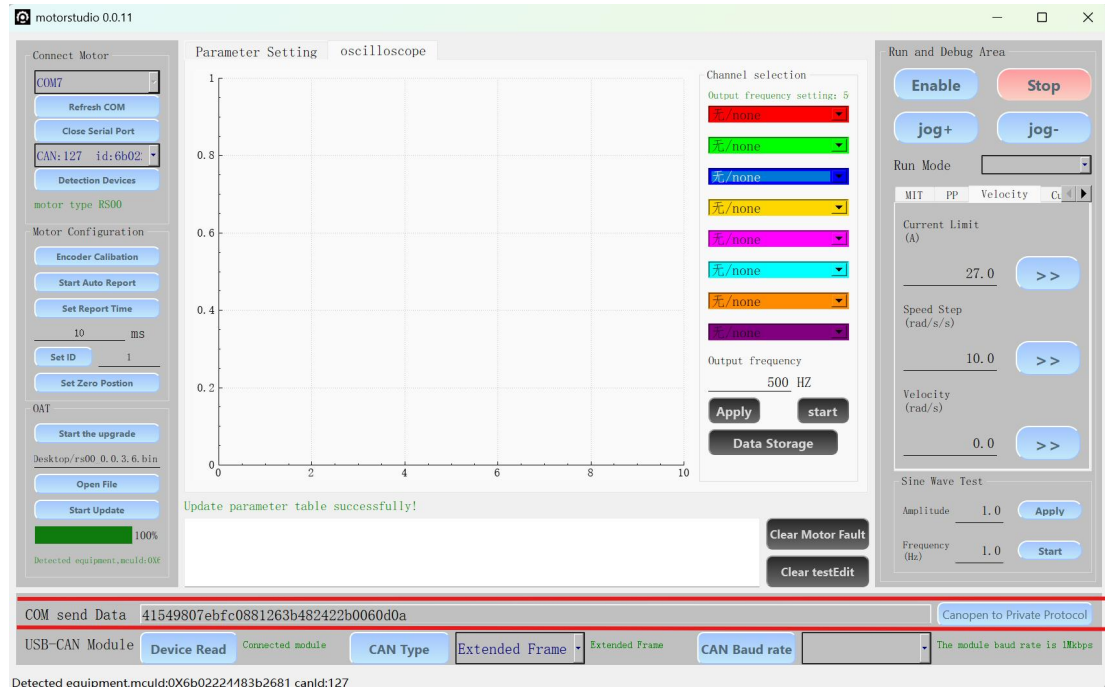 motorstudio 0.0.11
Connect Motor
COM7
Refresh COM
Close Serial Port
CAN:127 id:6b02
Detection Devices
motor type RS00
Motor Configuration
Encoder Calibation
Start Auto Report
Set Report Time
10 ms
Set ID 1
Set Zero Postion
OAT
Start the upgrade
Desktop/rs00_0.0.3.6.bin
Open File
Start Update
100%
Detected equipment,mculd:0X6
Parameter Setting oscilloscope
1
0.8
0.6
0.4
0.2
0
0 2 4 6 8 10
Channel selection
Output frequency setting: 5
无/none
无/none
无/none
无/none
无/none
无/none
无/none
无/none
Output frequency
500 HZ
Apply start
Data Storage
Update parameter table successfully!
Clear Motor Fault
Clear testEdit
Run and Debug Area
Enable Stop
jog+ jog-
Run Mode
MIT PP Velocity Cu
Current Limit
(A)
27.0 >>
Speed Step
(rad/s/s)
10.0 >>
Velocity
(rad/s)
0.0 >>
Sine Wave Test
Amplitude 1.0 Apply
Frequency
(Hz) 1.0 Start
COM send Data 41549807ebfc0881263b482422b0060d0a Canopen to Private Protocol
USB-CAN Module Device Read Connected module CAN Type Extended Frame Extended Frame CAN Baud rate The module baud rate is 1Mkbps
Detected equipment,mculd:0X6b02224483b2681 canld:127